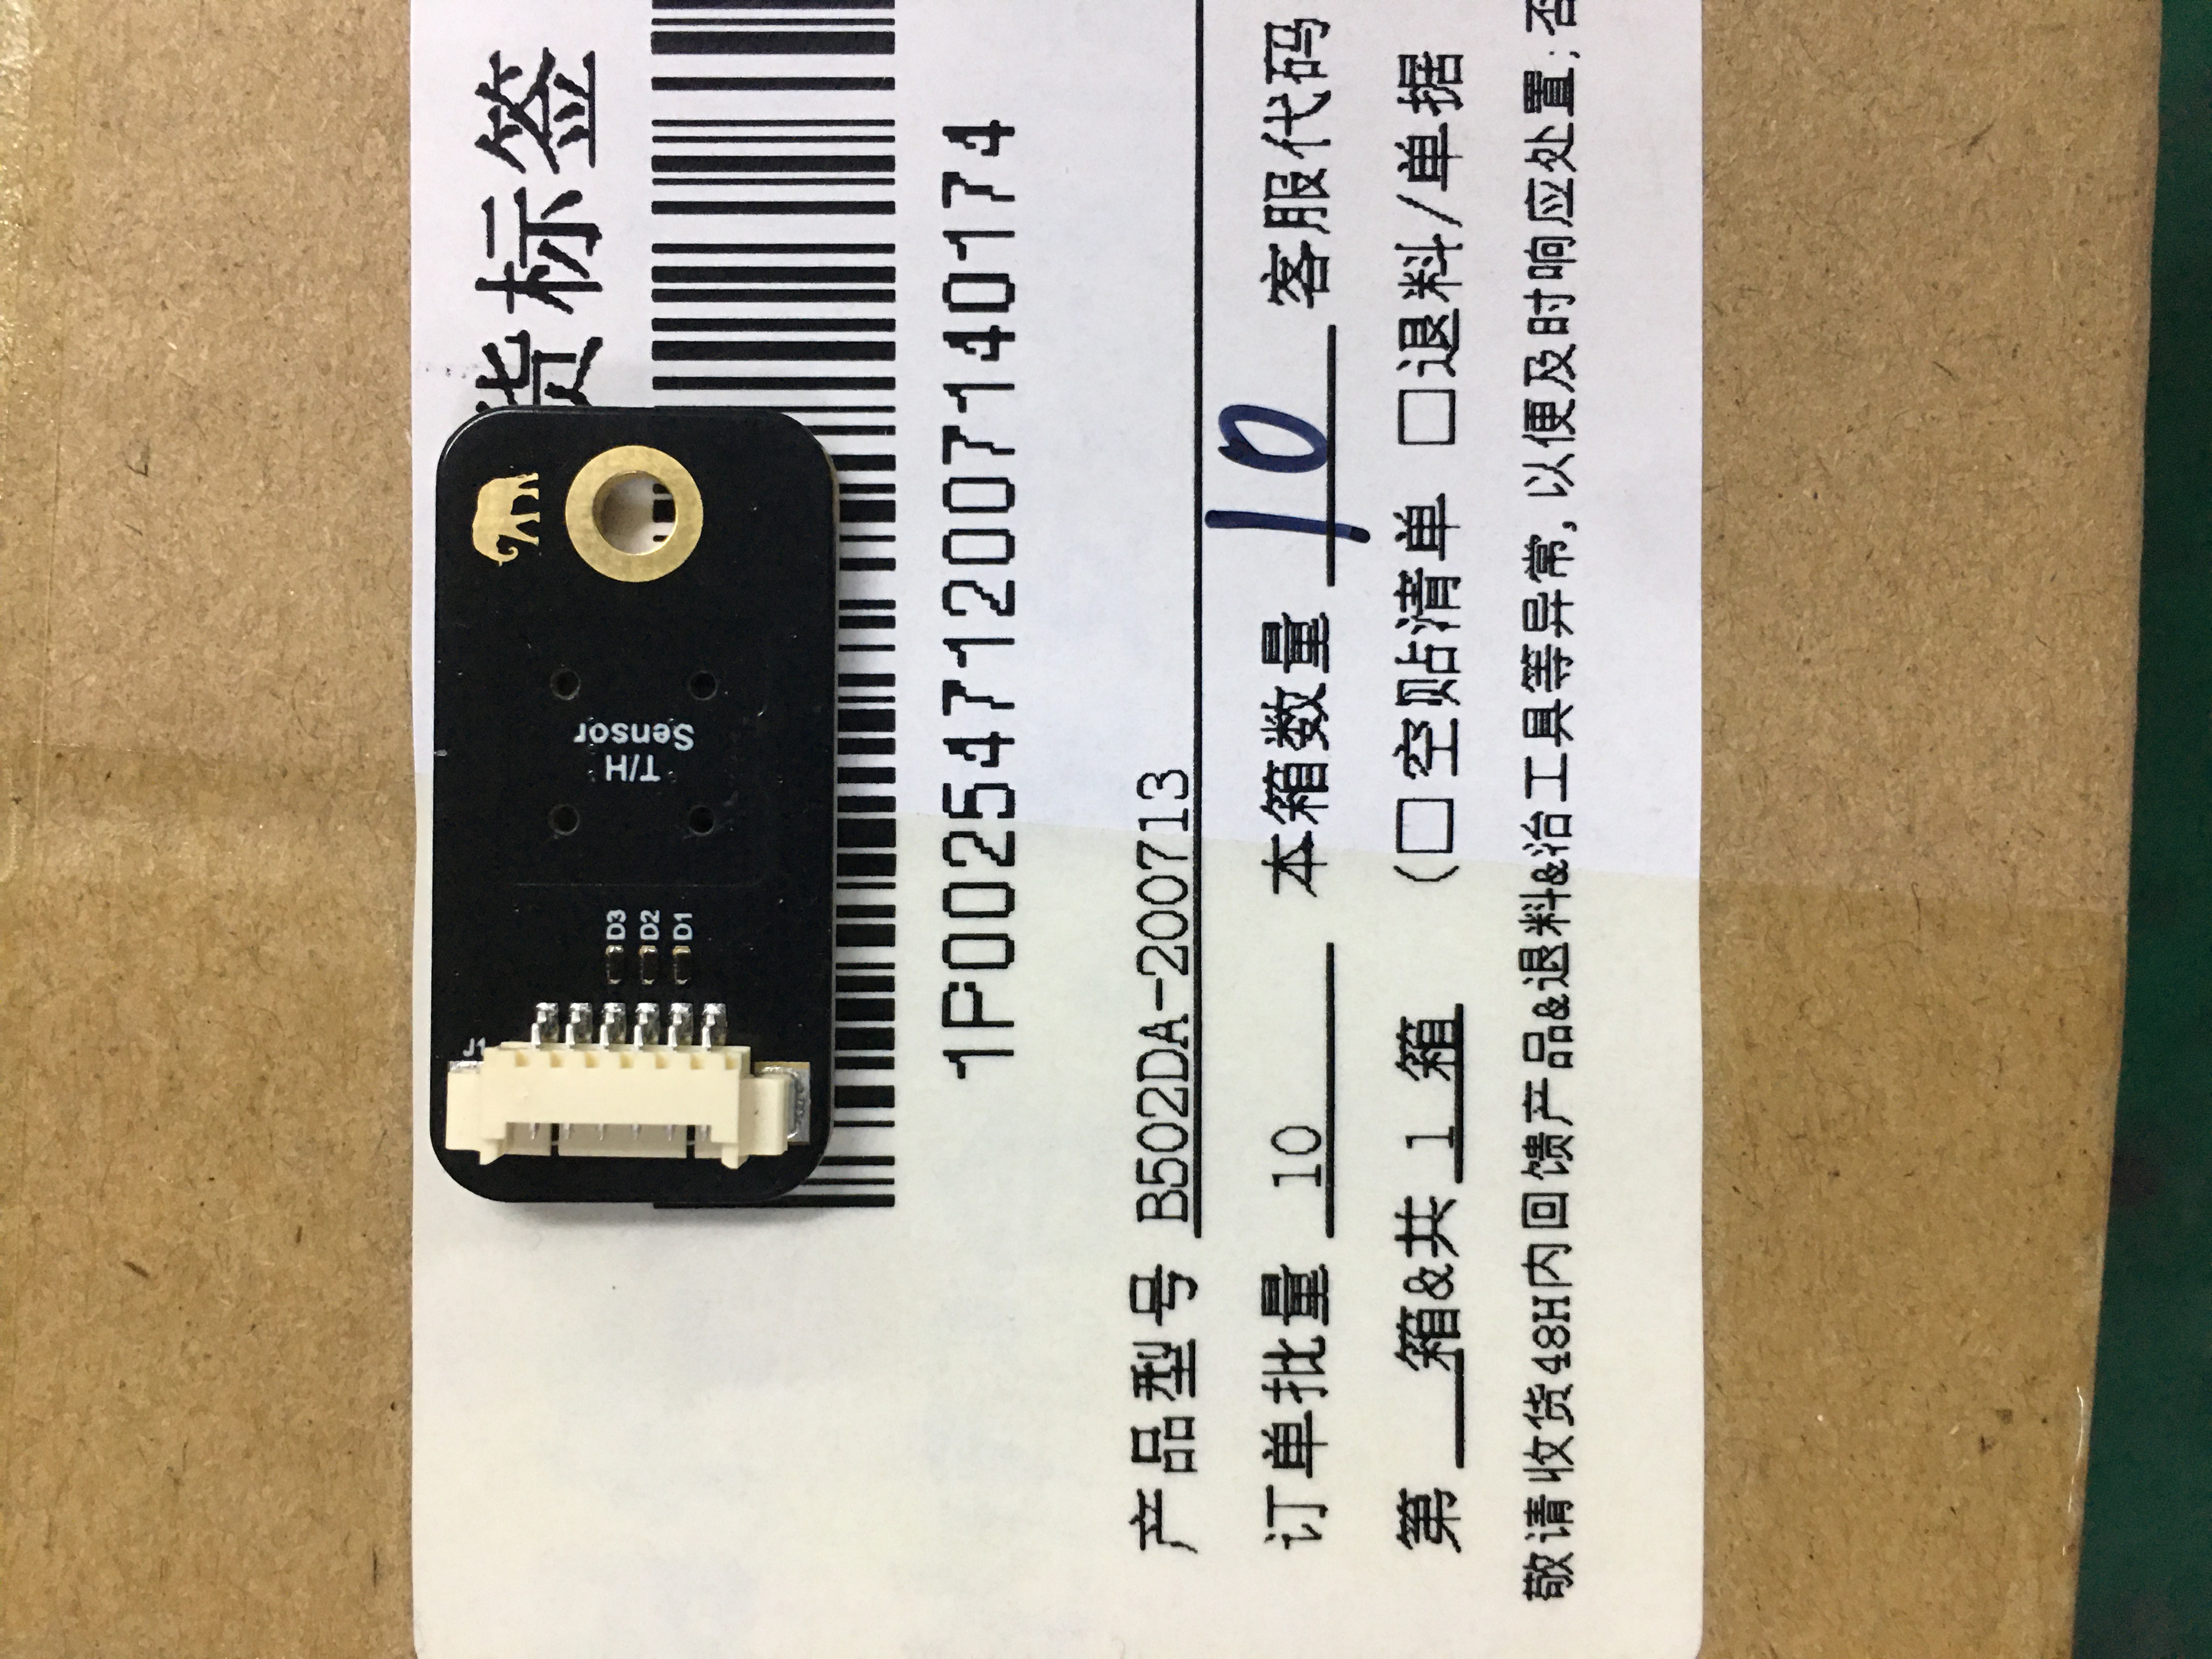 J1
D3
D2
D1
T/H
Sensor
货标签
1P002547120071​40174
产品型号 B502DA-200713
订单批量 10 本箱数量 10 客服代码
第 箱&共 1 箱 (□空贴清单 □退料/单据
敬请收货48H内回馈产品&退料&治工具等异常,以便及时响应处置;否